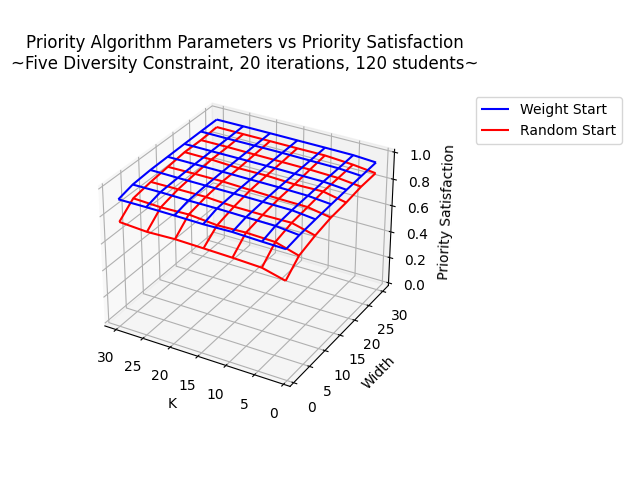 Priority Algorithm Parameters vs Priority Satisfaction
~Five Diversity Constraint, 20 iterations, 120 students~
Weight Start
Random Start
1.0
0.8
0.6
0.4
0.2
0.0
Priority Satisfaction
30
25
20
15
10
5
0
K
0
5
10
15
20
25
30
Width